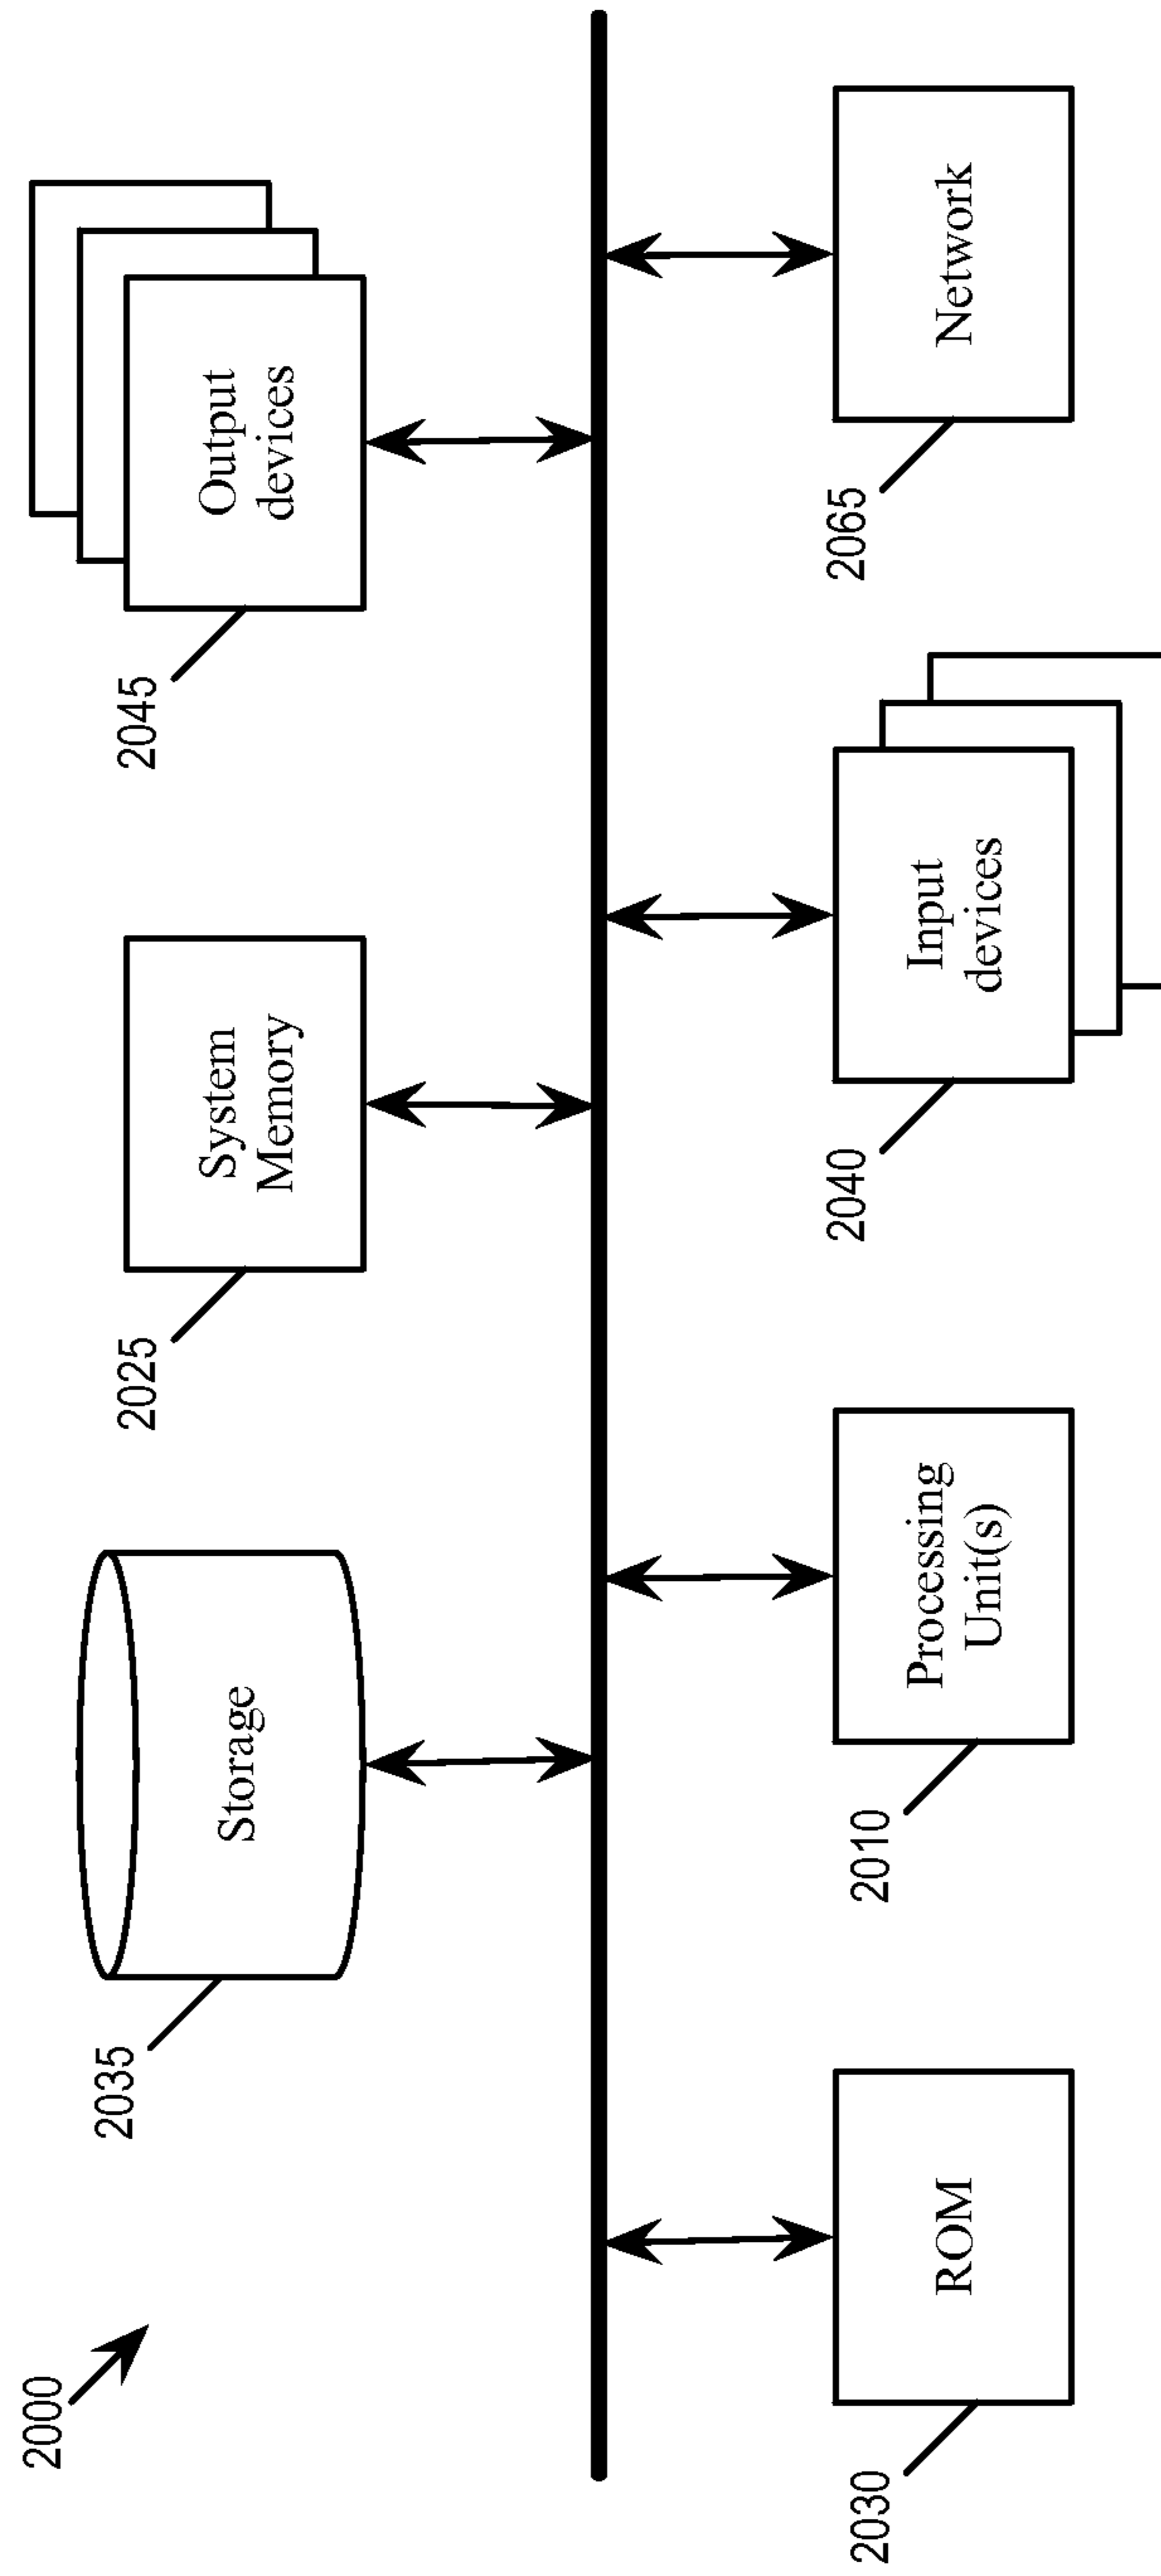 2000
2035
Storage
2025
System
Memory
2045
Output
devices
2030
ROM
2010
Processing
Unit(s)
2040
Input
devices
2065
Network